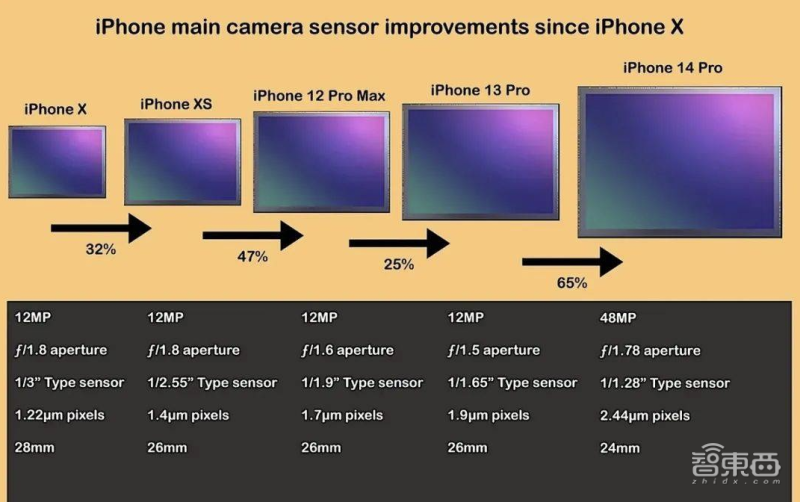 iPhone main camera sensor improvements since iPhone X
iPhone X
iPhone XS
iPhone 12 Pro Max
iPhone 13 Pro
iPhone 14 Pro
32%
47%
25%
65%
12MP
12MP
12MP
12MP
48MP
ƒ/1.8 aperture
ƒ/1.8 aperture
ƒ/1.6 aperture
ƒ/1.5 aperture
ƒ/1.78 aperture
1/3” Type sensor
1/2.55” Type sensor
1/1.9” Type sensor
1/1.65” Type sensor
1/1.28” Type sensor
1.22µm pixels
1.4µm pixels
1.7µm pixels
1.9µm pixels
2.44µm pixels
28mm
26mm
26mm
26mm
24mm
智東西
zhidx.com